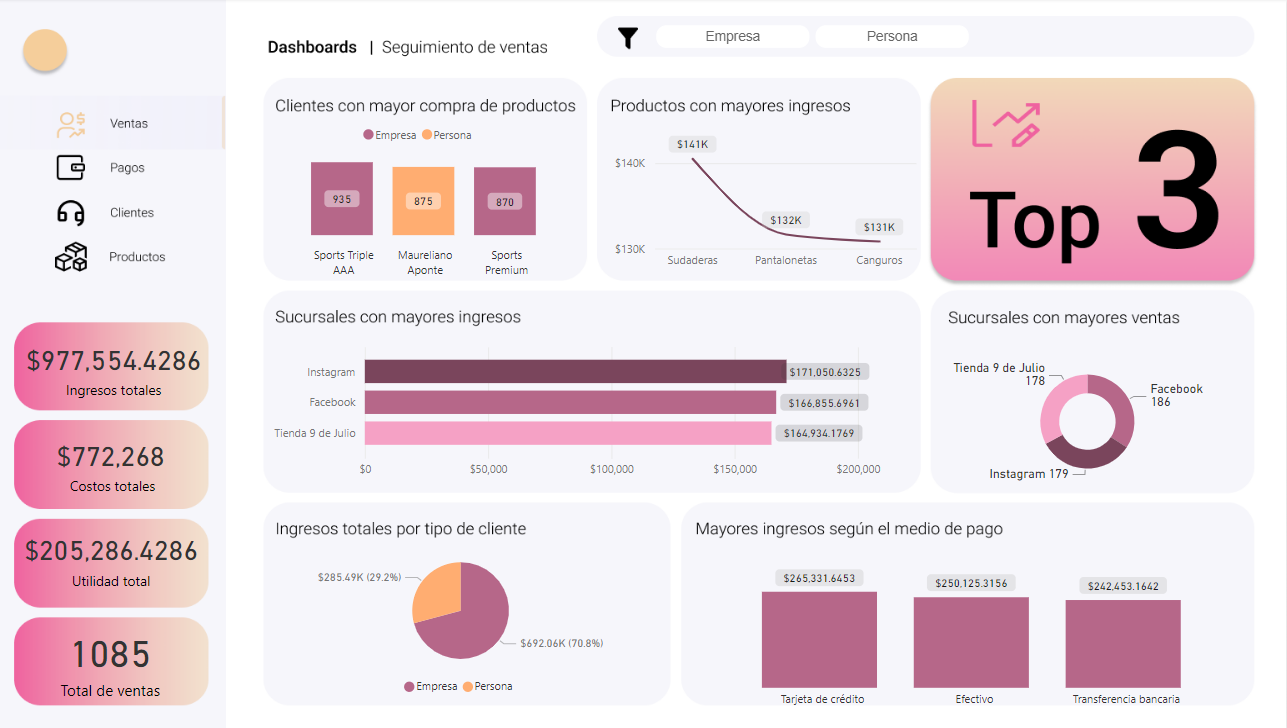 Dashboards | Seguimiento de ventas
Empresa
Persona
Ventas
Pagos
Clientes
Productos
$977,554.4286
Ingresos totales
$772,268
Costos totales
$205,286.4286
Utilidad total
1085
Total de ventas
Clientes con mayor compra de productos
Empresa Persona
935
875
870
Sports Triple
AAA
Maureliano
Aponte
Sports
Premium
Productos con mayores ingresos
$140K
$130K
$141K
$132K
$131K
Sudaderas
Pantalonetas
Canguros
Top 3
Sucursales con mayores ingresos
Instagram
$171,050.6325
Facebook
$166,855.6961
Tienda 9 de Julio
$164,934.1769
$0
$50,000
$100,000
$150,000
$200,000
Sucursales con mayores ventas
Tienda 9 de Julio
178
Facebook
186
Instagram 179
Ingresos totales por tipo de cliente
$285.49K (29.2%)
$692.06K (70.8%)
Empresa Persona
Mayores ingresos según el medio de pago
$265,331.6453
$250,125.3156
$242,453.1642
Tarjeta de crédito
Efectivo
Transferencia bancaria